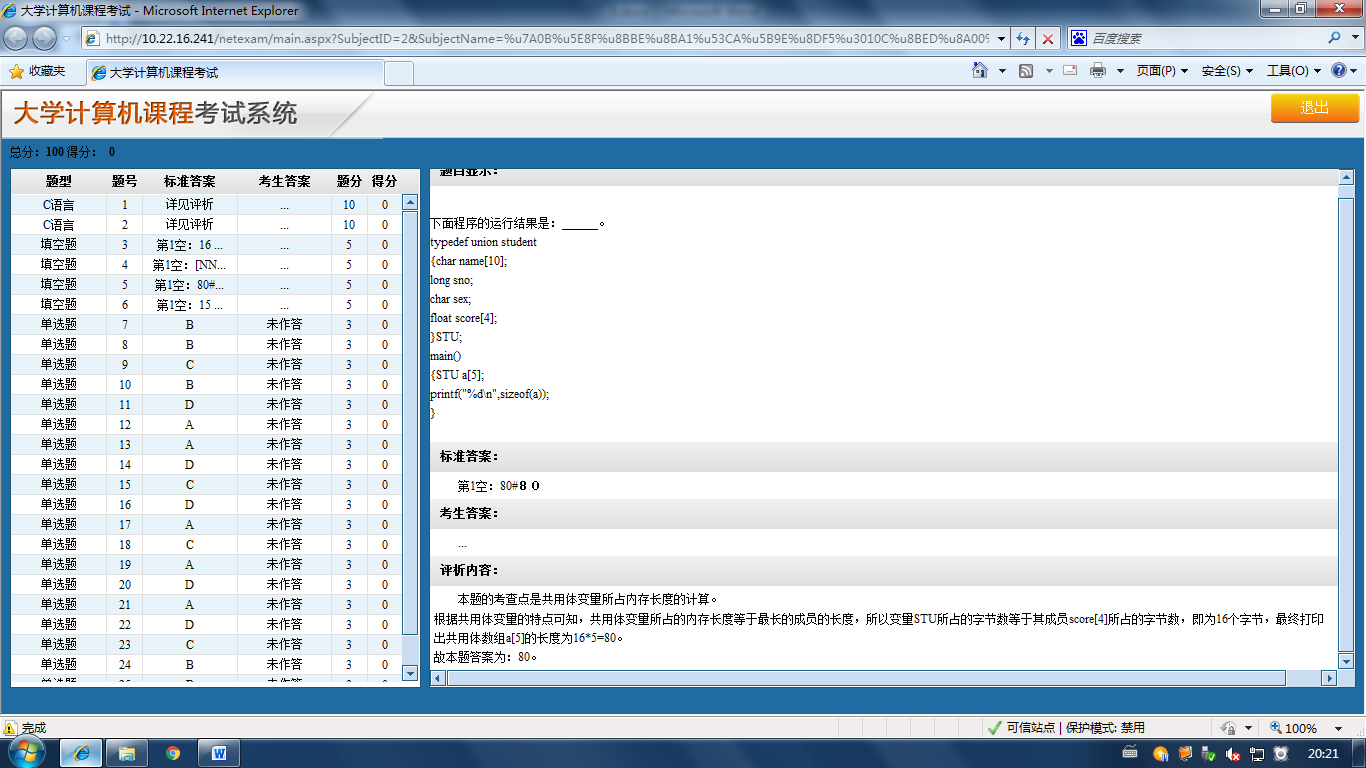 大学计算机课程考试 - Microsoft Internet Explorer
http://10.22.16.241/netexam/main.aspx?SubjectID=2&SubjectName=%u7A0B%u5E8F%u8BBE%u8BA1%u53CA%u5B9E%u8DF5%u3010C%u8BED%u8A00%
百度搜索
收藏夹
大学计算机课程考试
页面(P)
安全(S)
工具(O)
大学计算机课程考试系统
退出
总分：100 得分： 0
题型 题号 标准答案 考生答案 题分 得分
C语言 1 详见评析 ... 10 0
C语言 2 详见评析 ... 10 0
填空题 3 第1空：16 ... ... 5 0
填空题 4 第1空：[NN... ... 5 0
填空题 5 第1空：80#... ... 5 0
填空题 6 第1空：15 ... ... 5 0
单选题 7 B 未作答 3 0
单选题 8 B 未作答 3 0
单选题 9 C 未作答 3 0
单选题 10 B 未作答 3 0
单选题 11 D 未作答 3 0
单选题 12 A 未作答 3 0
单选题 13 A 未作答 3 0
单选题 14 D 未作答 3 0
单选题 15 C 未作答 3 0
单选题 16 D 未作答 3 0
单选题 17 A 未作答 3 0
单选题 18 C 未作答 3 0
单选题 19 A 未作答 3 0
单选题 20 D 未作答 3 0
单选题 21 A 未作答 3 0
单选题 22 D 未作答 3 0
单选题 23 C 未作答 3 0
单选题 24 B 未作答 3 0
题目显示：
下面程序的运行结果是：______。
typedef union student
{char name[10];
long sno;
char sex;
float score[4];
}STU;
main()
{STU a[5];
printf("%d\n",sizeof(a));
}
标准答案：
第1空：80#８０
考生答案：
...
评析内容：
本题的考查点是共用体变量所占内存长度的计算。
根据共用体变量的特点可知，共用体变量所占的内存长度等于最长的成员的长度，所以变量STU所占的字节数等于其成员score[4]所占的字节数，即为16个字节，最终打印
出共用体数组a[5]的长度为16*5=80。
故本题答案为：80。
完成
可信站点 | 保护模式: 禁用
100%
20:21